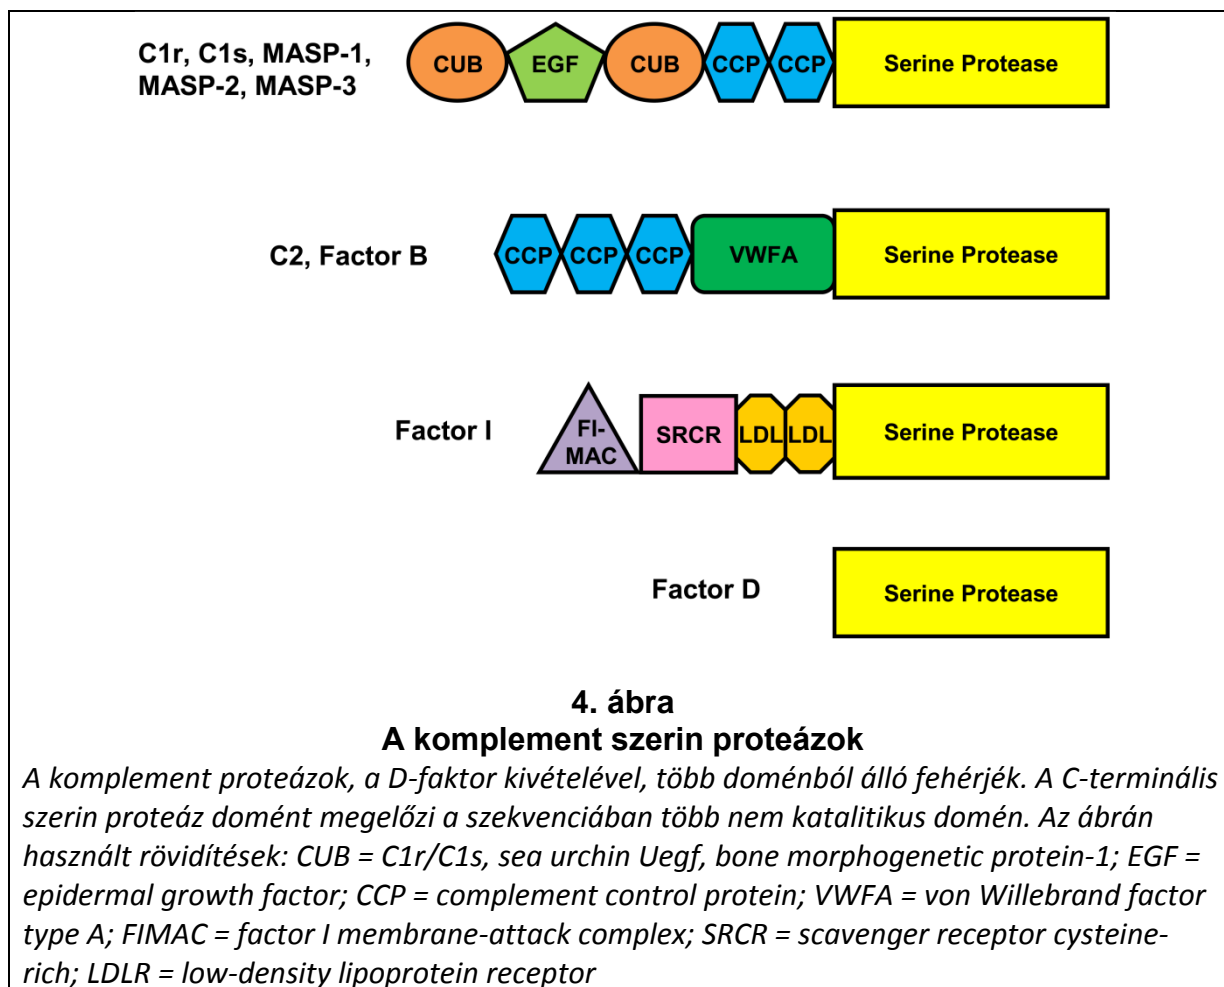 C1r, C1s, MASP-1,
MASP-2, MASP-3
CUB EGF CUB CCP CCP Serine Protease
C2, Factor B CCP CCP CCP VWFA Serine Protease
Factor I FI-
MAC SRCR LDL LDL Serine Protease
Factor D Serine Protease
4. ábra
A komplement szerin proteázok
A komplement proteázok, a D-faktor kivételével, több doménból álló fehérjék. A C-terminális
szerin proteáz domént megelőzi a szekvenciában több nem katalitikus domén. Az ábrán
használt rövidítések: CUB = C1r/C1s, sea urchin Uegf, bone morphogenetic protein-1; EGF =
epidermal growth factor; CCP = complement control protein; VWFA = von Willebrand factor
type A; FIMAC = factor I membrane-attack complex; SRCR = scavenger receptor cysteine-
rich; LDLR = low-density lipoprotein receptor